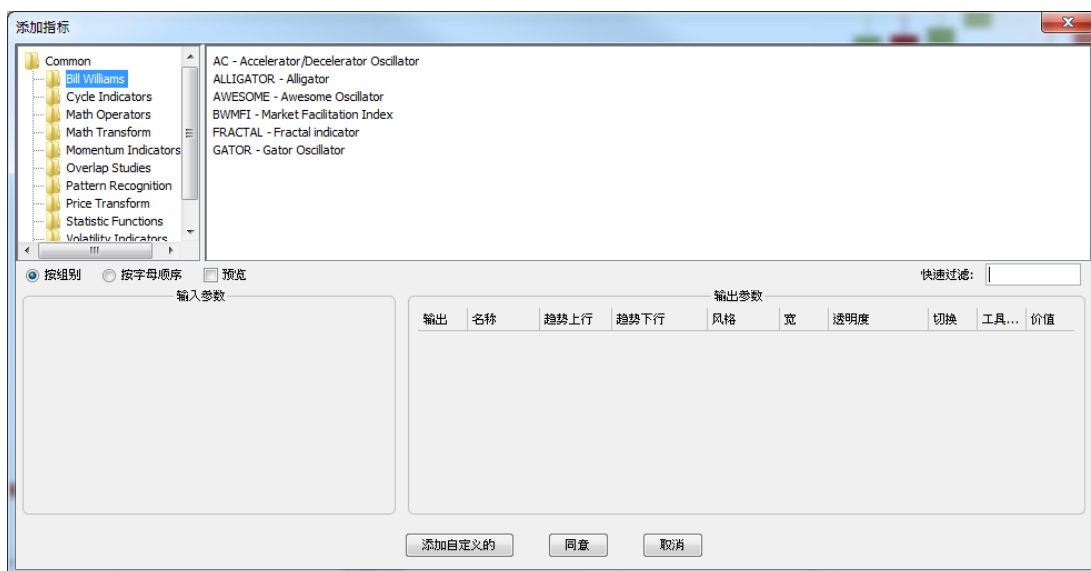 添加指标
Common
Bill Williams
Cycle Indicators
Math Operators
Math Transform
Momentum Indicators
Overlap Studies
Pattern Recognition
Price Transform
Statistic Functions
Volatility Indicators
AC - Accelerator/Decelerator Oscillator
ALLIGATOR - Alligator
AWESOME - Awesome Oscillator
BWMFI - Market Facilitation Index
FRACTAL - Fractal indicator
GATOR - Gator Oscillator
按组别 按字母顺序 预览 快速过滤:
输入参数 输出参数
输出 名称 趋势上行 趋势下行 风格 宽 透明度 切换 工具... 价值
添加自定义的 同意 取消